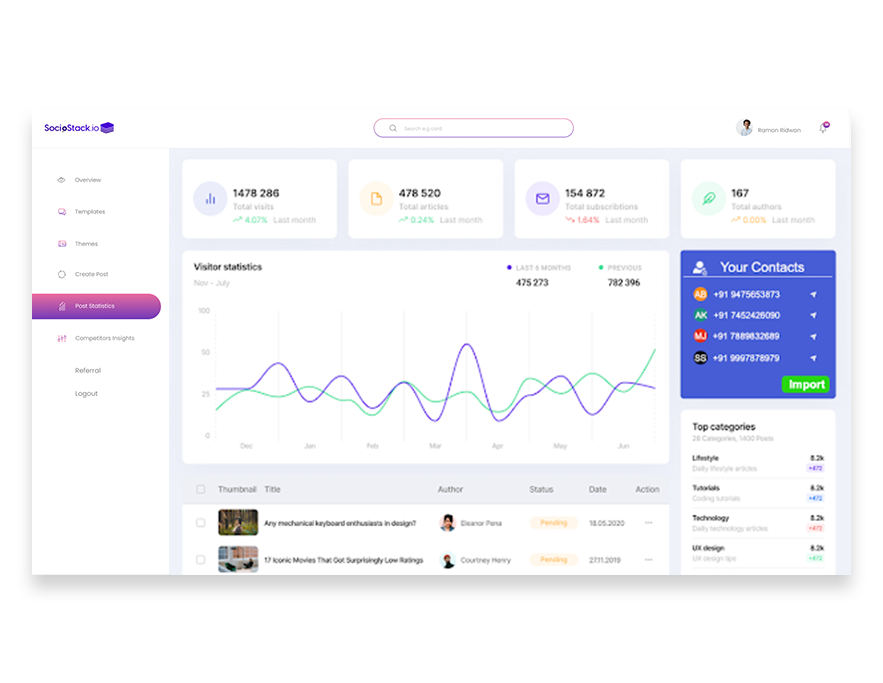 SocioStack.io
Search e.g card
Ramon Ridwan
Overview
Templates
Themes
Create Post
Post Statistics
Competitors Insights
Referral
Logout
1478 286
Total visits
4.07% Last month
478 520
Total articles
0.24% Last month
154 872
Total subscribtions
1.64% Last month
167
Total authors
0.00% Last month
Visitor statistics
Nov - July
LAST 6 MONTHS
475 273
PREVIOUS
782 396
100
50
25
0
Dec Jan Feb Mar Apr May Jun
Your Contacts
AB +91 9475653873
AK +91 7452426090
MJ +91 7889832689
SS +91 9997878979
Import
Thumbnail Title Author Status Date Action
Any mechanical keyboard enthusiasts in design? Eleanor Pena Pending 18.05.2020
17 Iconic Movies That Got Surprisingly Low Ratings Courtney Henry Pending 27.11.2019
Top categories
26 Categories, 1400 Posts
Lifestyle 8.2k
Daily lifestyle articles +472
Tutorials 8.2k
Coding tutorials +472
Technology 8.2k
Daily technology articles +472
UX design 8.2k
UX design tips +472